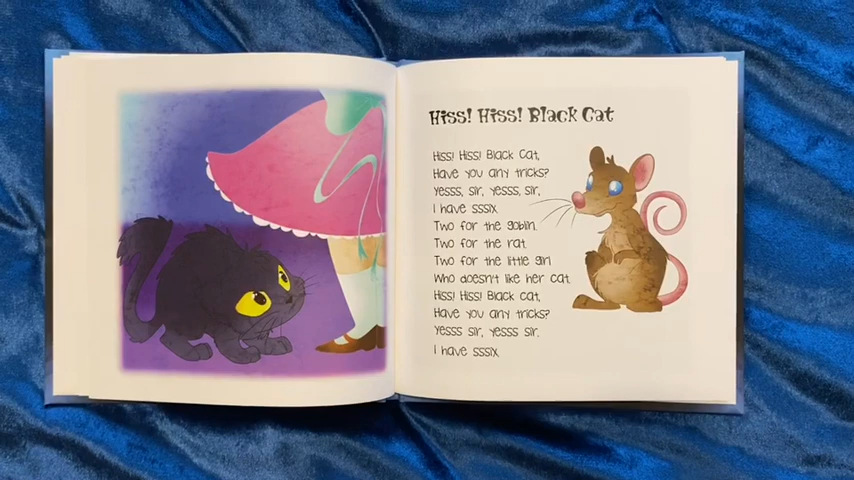 Hiss! Hiss! Black Cat
Hiss! Hiss! Black Cat,
Have you any tricks?
Yesss, sir, yesss, sir,
I have sssix.
Two for the goblin.
Two for the rat.
Two for the little girl
Who doesn't like her cat.
Hiss! Hiss! Black cat,
Have you any tricks?
Yesss sir, yesss sir.
I have sssix.